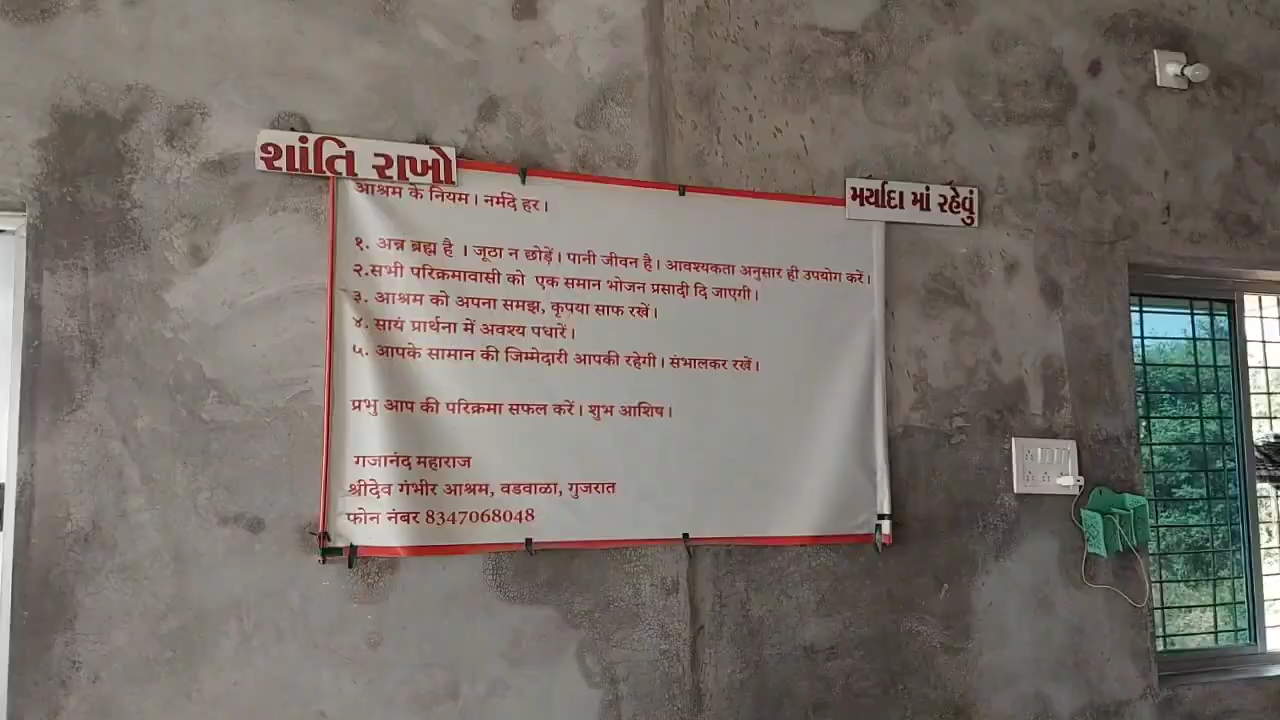 શાંતિ રાખો
મર્યાદા માં રહેવું
आश्रम के नियम । नर्मदे हर ।
१. अन्न ब्रह्म है । जूठा न छोड़ें । पानी जीवन है । आवश्यकता अनुसार ही उपयोग करें ।
२.सभी परिक्रमावासी को एक समान भोजन प्रसादी दि जाएगी ।
३. आश्रम को अपना समझ, कृपया साफ रखें ।
४. सायं प्रार्थना में अवश्य पधारें ।
५. आपके सामान की जिम्मेदारी आपकी रहेगी । संभालकर रखें ।
प्रभु आप की परिक्रमा सफल करें । शुभ आशिष ।
गजानंद महाराज
श्रीदेव गंभीर आश्रम, वडवाळा, गुजरात
फोन नंबर 8347068048